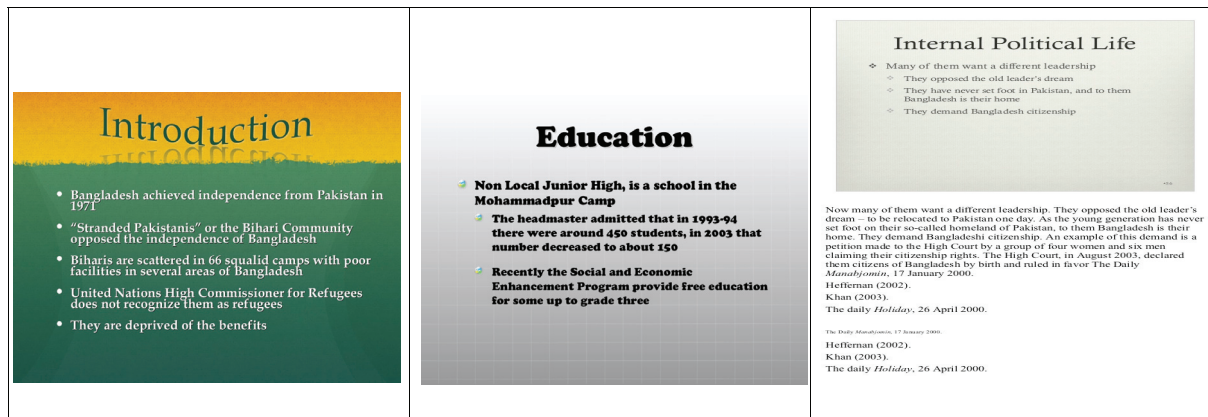 Introduction
• Bangladesh achieved independence from Pakistan in
1971
• “Stranded Pakistanis” or the Bihari Community
opposed the independence of Bangladesh
• Biharis are scattered in 66 squalid camps with poor
facilities in several areas of Bangladesh
• United Nations High Commissioner for Refugees
does not recognize them as refugees
• They are deprived of the benefits
Education
Non Local Junior High, is a school in the
Mohammadpur Camp
The headmaster admitted that in 1993-94
there were around 450 students, in 2003 that
number decreased to about 150
Recently the Social and Economic
Enhancement Program provide free education
for some up to grade three
Internal Political Life
❖ Many of them want a different leadership
✧ They opposed the old leader's dream
✧ They have never set foot in Pakistan, and to them
Bangladesh is their home
✧ They demand Bangladesh citizenship
Now many of them want a different leadership. They opposed the old leader's
dream – to be relocated to Pakistan one day. As the young generation has never
set foot on their so-called homeland of Pakistan, to them Bangladesh is their
home. They demand Bangladeshi citizenship. An example of this demand is a
petition made to the High Court by a group of four women and six men
claiming their citizenship rights. The High Court, in August 2003, declared
them citizens of Bangladesh by birth and ruled in favor The Daily
Manabjomin, 17 January 2000.
Heffernan (2002).
Khan (2003).
The daily Holiday, 26 April 2000.
The Daily Manabjomin, 17 January 2000.
Heffernan (2002).
Khan (2003).
The daily Holiday, 26 April 2000.